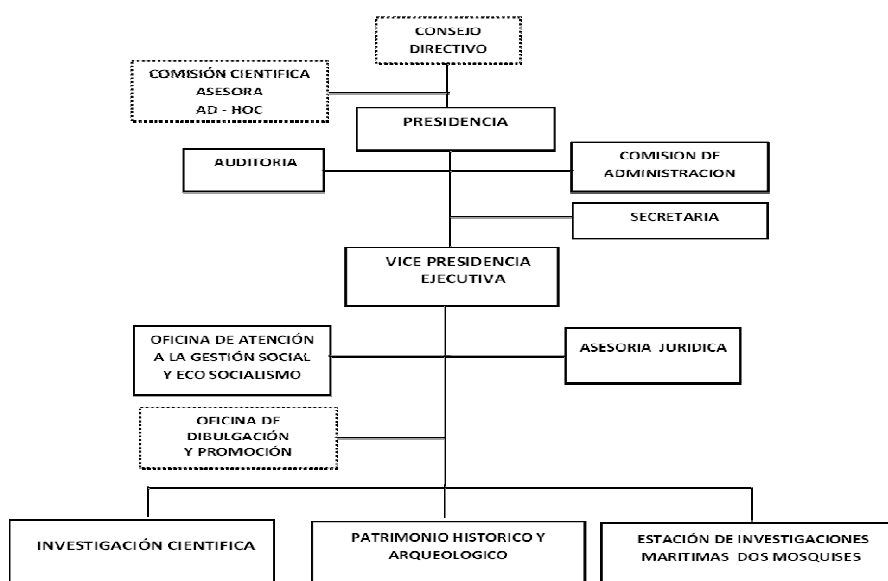 CONSEJO
DIRECTIVO
COMISIÓN CIENTIFICA
ASESORA
AD - HOC
PRESIDENCIA
AUDITORIA
COMISION DE
ADMINISTRACION
SECRETARIA
VICE PRESIDENCIA
EJECUTIVA
OFICINA DE ATENCIÓN
A LA GESTIÓN SOCIAL
Y ECO SOCIALISMO
ASESORIA JURIDICA
OFICINA DE
DIBULGACIÓN
Y PROMOCIÓN
INVESTIGACIÓN CIENTIFICA
PATRIMONIO HISTORICO Y
ARQUEOLOGICO
ESTACIÓN DE INVESTIGACIONES
MARITIMAS DOS MOSQUISES